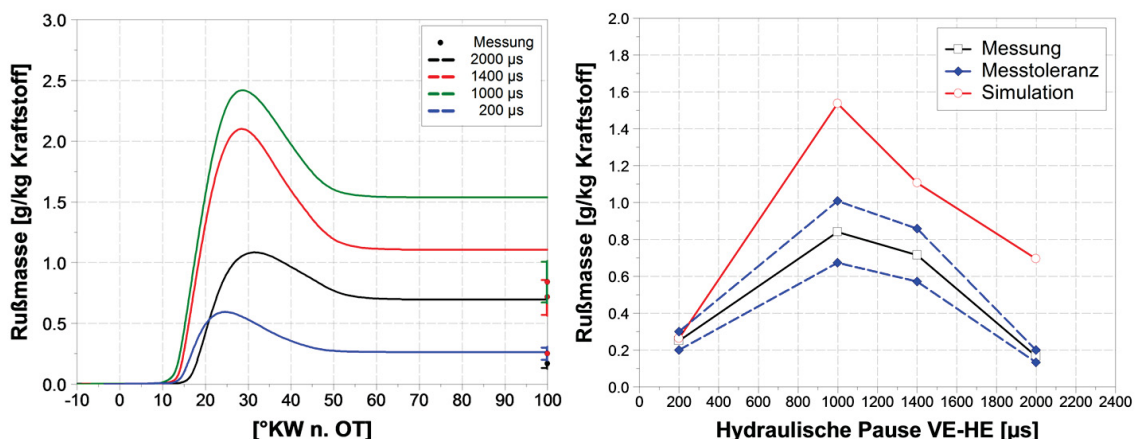 Rußmasse [g/kg Kraftstoff]
3.0
2.5
2.0
1.5
1.0
0.5
0.0
-10 0 10 20 30 40 50 60 70 80 90 100
[°KW n. OT]
Messung
2000 µs
1400 µs
1000 µs
200 µs
Rußmasse [g/kg Kraftstoff]
2.0
1.8
1.6
1.4
1.2
1.0
0.8
0.6
0.4
0.2
0.0
0 200 400 600 800 1000 1200 1400 1600 1800 2000 2200 2400
Hydraulische Pause VE-HE [µs]
Messung
Messtoleranz
Simulation